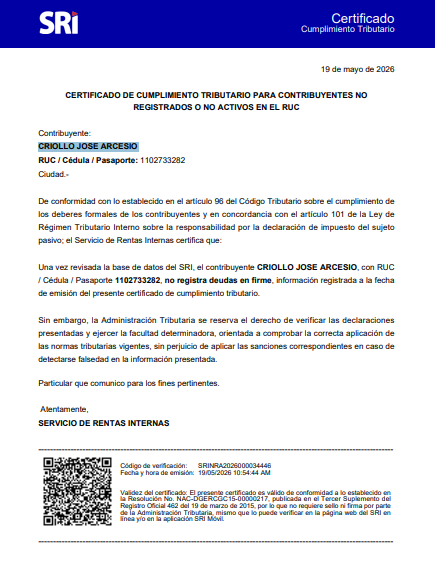 SRi
Certificado
Cumplimiento Tributario
19 de mayo de 2026
CERTIFICADO DE CUMPLIMIENTO TRIBUTARIO PARA CONTRIBUYENTES NO
REGISTRADOS O NO ACTIVOS EN EL RUC
Contribuyente:
CRIOLLO JOSE ARCESIO
RUC / Cédula / Pasaporte: 1102733282
Ciudad.-
De conformidad con lo establecido en el artículo 96 del Código Tributario sobre el cumplimiento de
los deberes formales de los contribuyentes y en concordancia con el artículo 101 de la Ley de
Régimen Tributario Interno sobre la responsabilidad por la declaración de impuesto del sujeto
pasivo; el Servicio de Rentas Internas certifica que:
Una vez revisada la base de datos del SRI, el contribuyente CRIOLLO JOSE ARCESIO, con RUC
/ Cédula / Pasaporte 1102733282, no registra deudas en firme, información registrada a la fecha
de emisión del presente certificado de cumplimiento tributario.
Sin embargo, la Administración Tributaria se reserva el derecho de verificar las declaraciones
presentadas y ejercer la facultad determinadora, orientada a comprobar la correcta aplicación de
las normas tributarias vigentes, sin perjuicio de aplicar las sanciones correspondientes en caso de
detectarse falsedad en la información presentada.
Particular que comunico para los fines pertinentes.
Atentamente,
SERVICIO DE RENTAS INTERNAS
Código de verificación: SRINRA2026000034446
Fecha y hora de emisión: 19/05/2026 10:54:44 AM
Validez del certificado: El presente certificado es válido de conformidad a lo establecido en
la Resolución No. NAC-DGERCGC15-00000217, publicada en el Tercer Suplemento del
Registro Oficial 462 del 19 de marzo de 2015, por lo que no requiere sello ni firma por
parte de la Administración Tributaria, mismo que lo puede verificar en la página web del SRI en
línea y/o en la aplicación SRI Móvil.